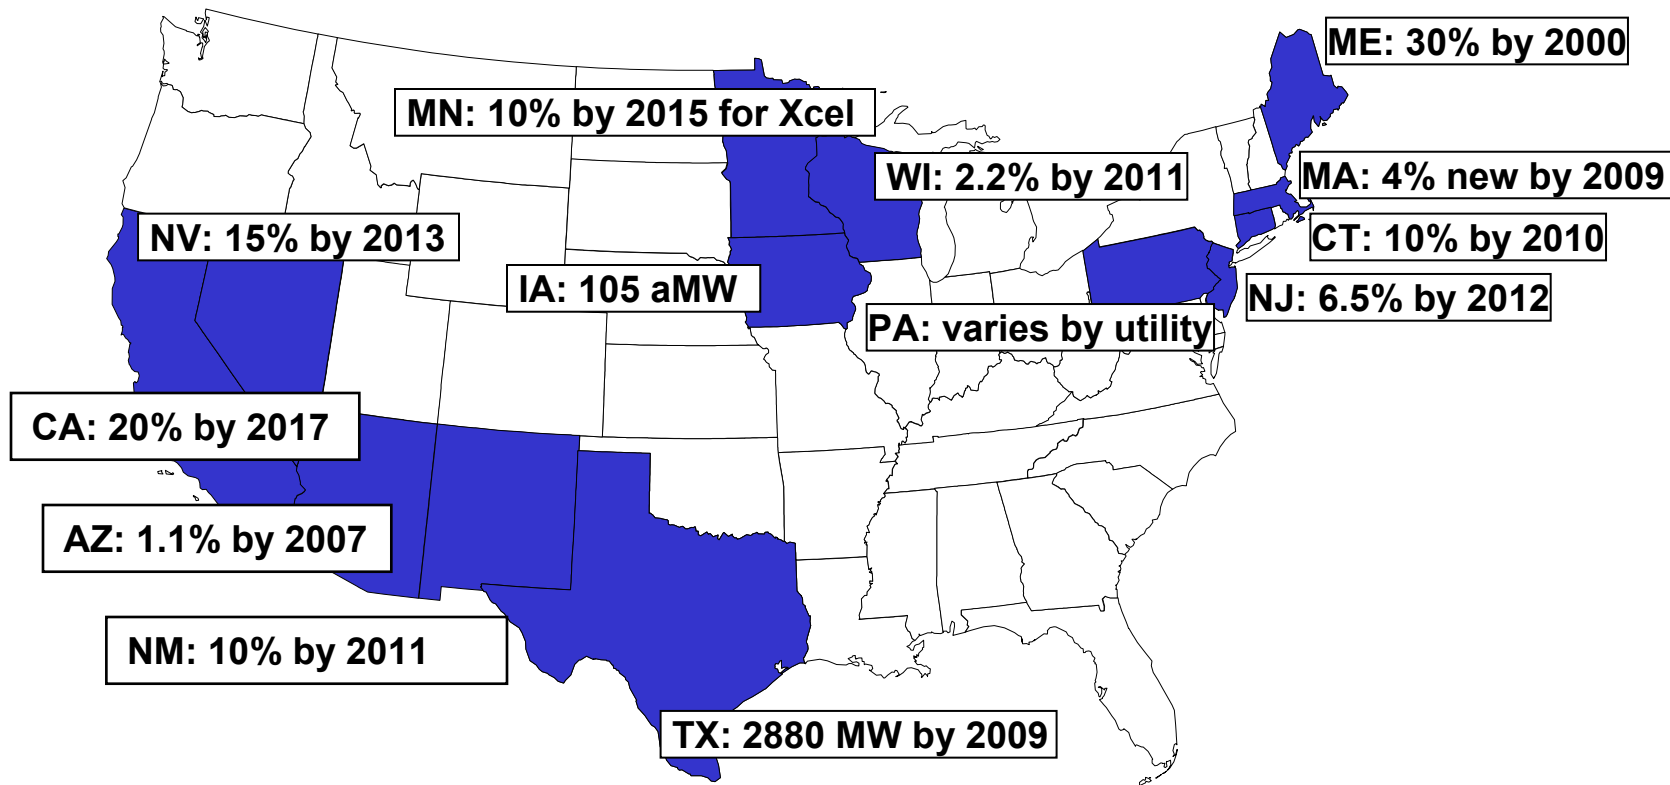 ME: 30% by 2000
MN: 10% by 2015 for Xcel
WI: 2.2% by 2011
MA: 4% new by 2009
NV: 15% by 2013
CT: 10% by 2010
IA: 105 aMW
NJ: 6.5% by 2012
PA: varies by utility
CA: 20% by 2017
AZ: 1.1% by 2007
NM: 10% by 2011
TX: 2880 MW by 2009